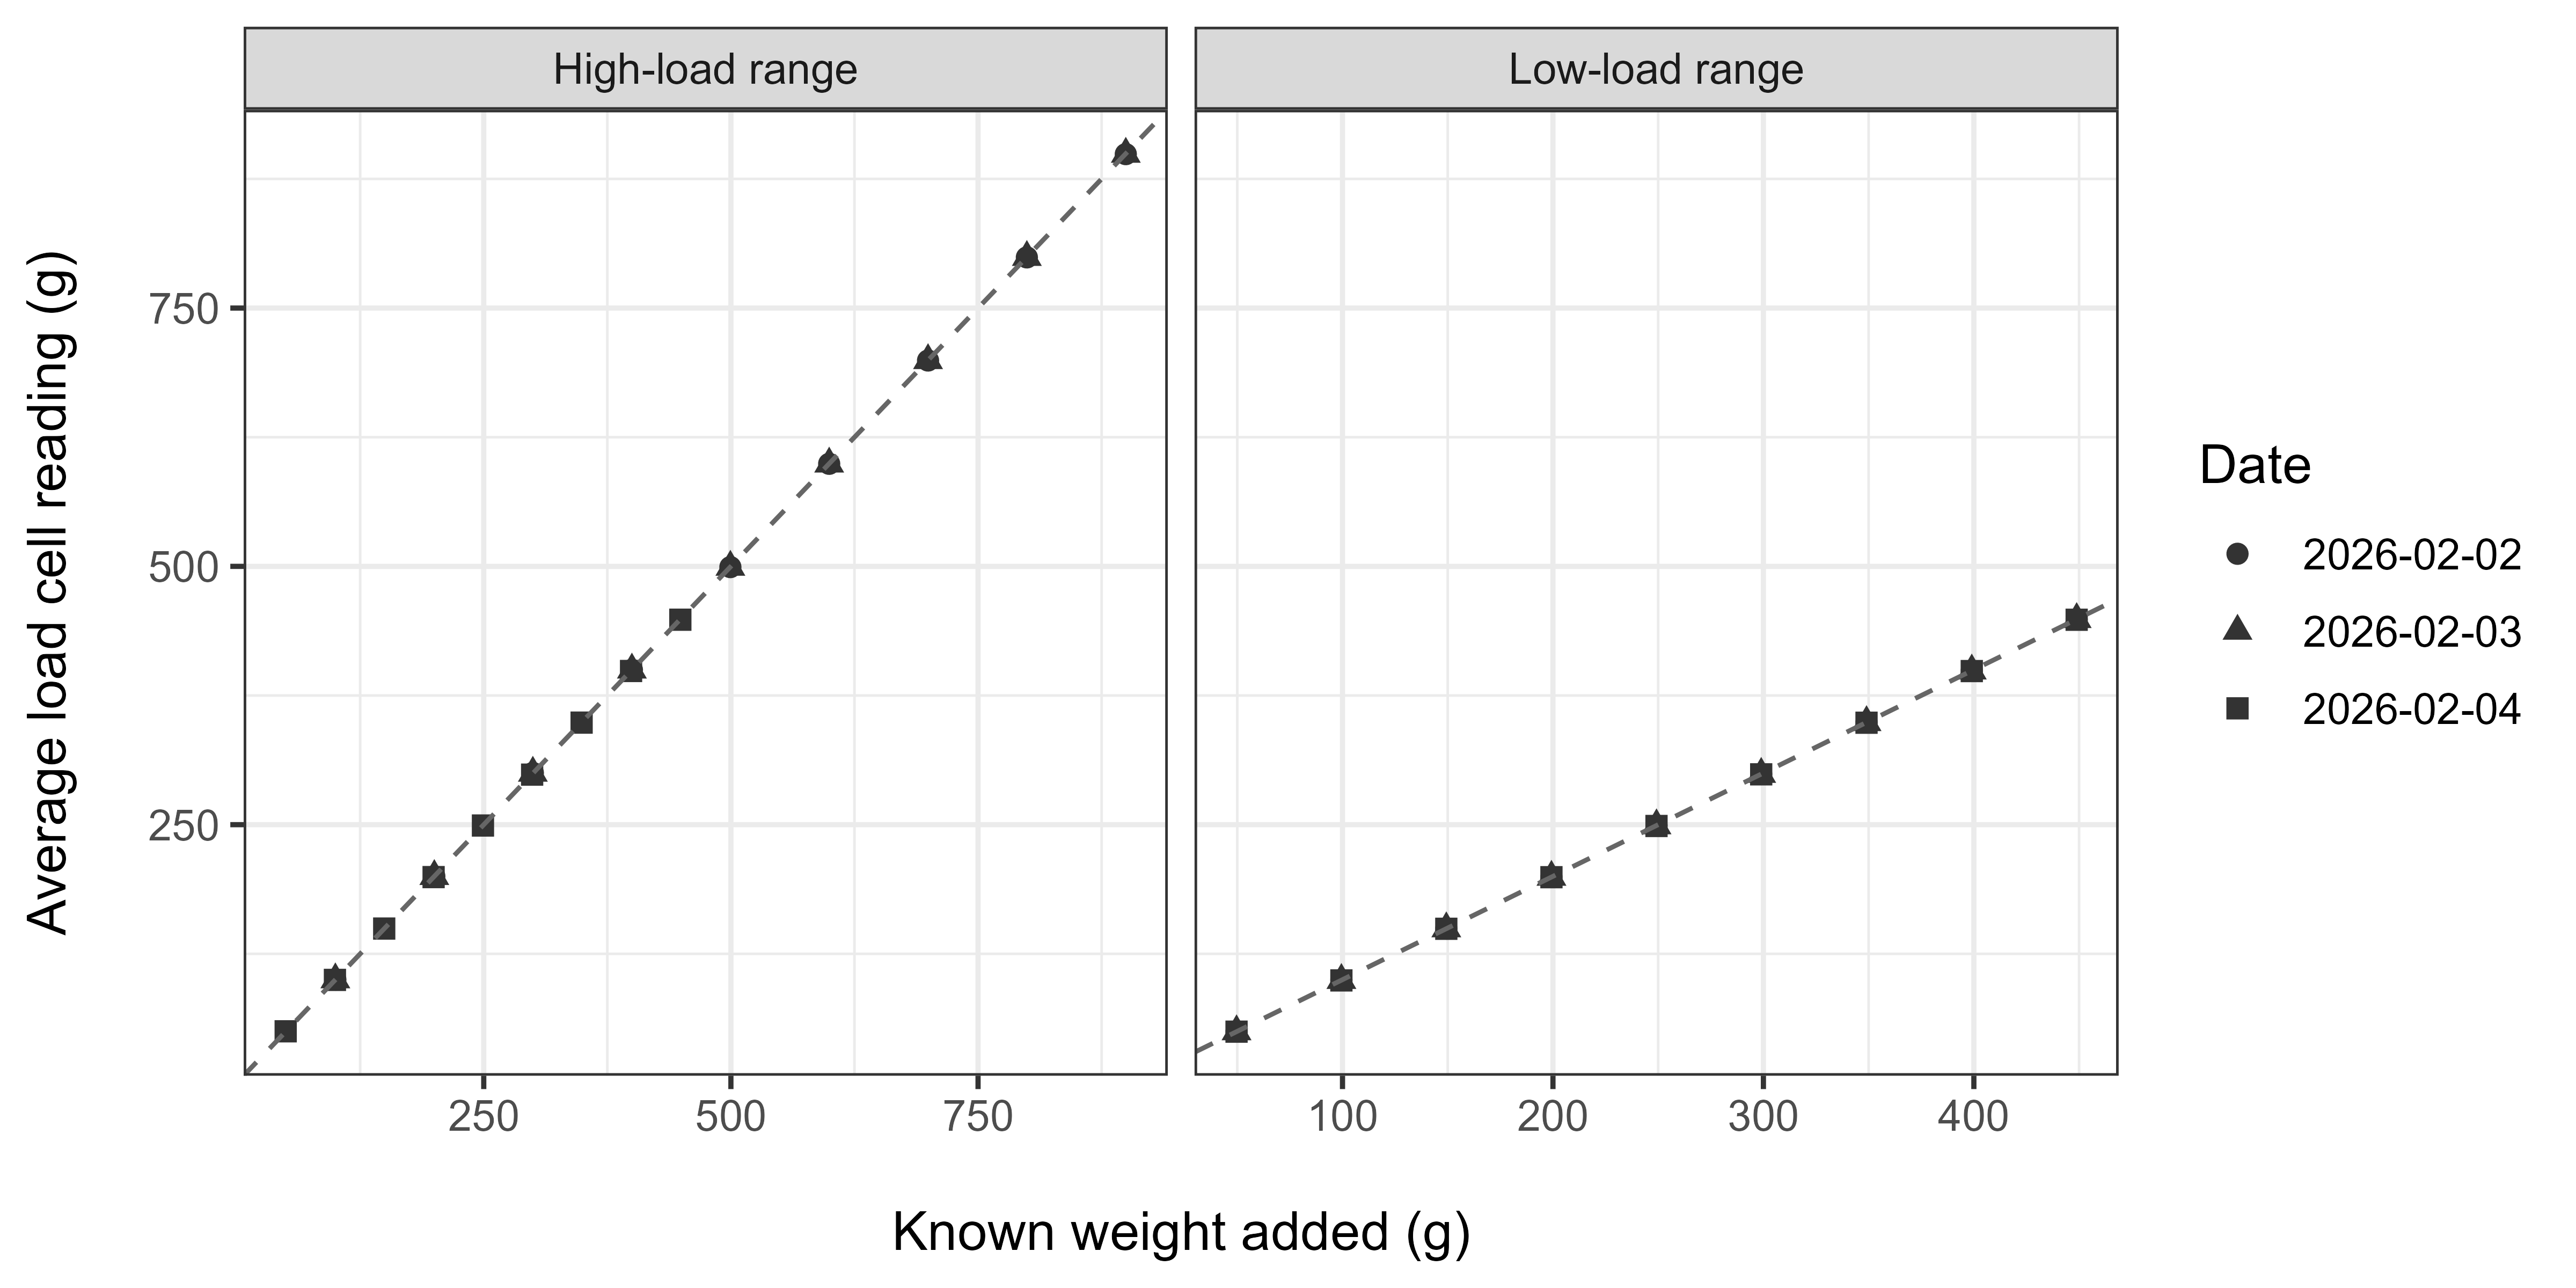 High-load range
Low-load range
Average load cell reading (g)
750
500
250
250 500 750
100 200 300 400
Known weight added (g)
Date
2026-02-02
2026-02-03
2026-02-04